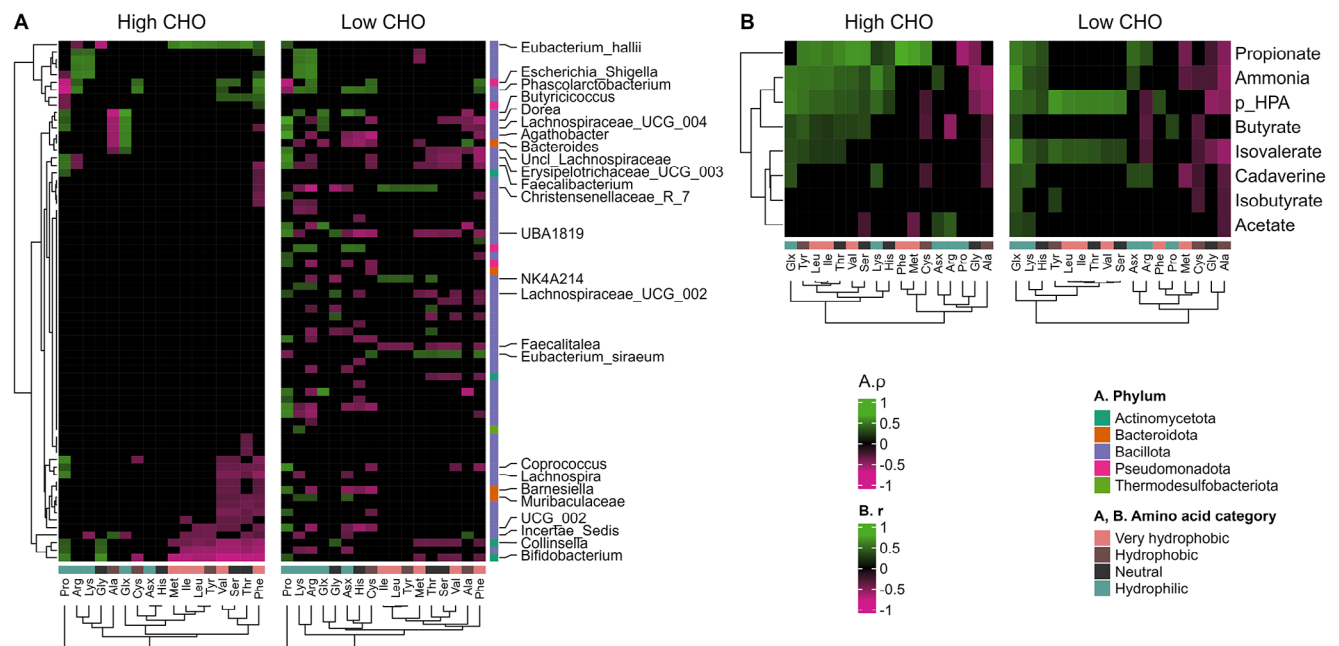 A
High CHO
Low CHO
Eubacterium_hallii
Escherichia_Shigella
Phascolarctobacterium
Butyricicoccus
Dorea
Lachnospiraceae_UCG_004
Agathobacter
Bacteroides
Uncl_Lachnospiraceae
Erysipelotrichaceae_UCG_003
Faecalibacterium
Christensenellaceae_R_7
UBA1819
NK4A214
Lachnospiraceae_UCG_002
Faecalitalea
Eubacterium_siraeum
Coprococcus
Lachnospira
Barnesiella
Muribaculaceae
UCG_002
Incertae_Sedis
Collinsella
Bifidobacterium
Pro Arg Lys Gly Ala Glx Cys Asx His Met Ile Leu Tyr Val Ser Thr Phe
Pro Lys Arg Glx Gly Asx His Cys Ile Leu Tyr Met Thr Ser Val Ala Phe
B
High CHO
Low CHO
Propionate
Ammonia
p_HPA
Butyrate
Isovalerate
Cadaverine
Isobutyrate
Acetate
Glx Tyr Leu Ile Thr Val Ser Lys His Phe Met Cys Asx Arg Pro Gly Ala
Glx Lys His Tyr Leu Ile Thr Val Ser Asx Arg Phe Pro Met Cys Gly Ala
A.ρ
1
0.5
0
-0.5
-1
B. r
1
0.5
0
-0.5
-1
A. Phylum
Actinomycetota
Bacteroidota
Bacillota
Pseudomonadota
Thermodesulfobacteriota
A, B. Amino acid category
Very hydrophobic
Hydrophobic
Neutral
Hydrophilic